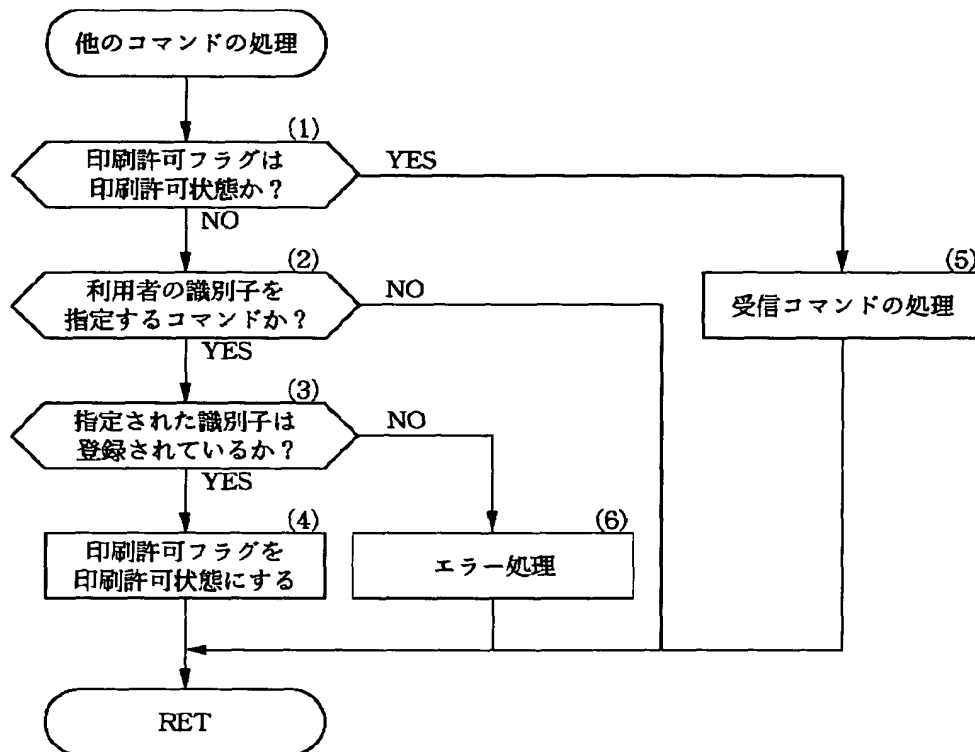 他のコマンドの処理
(1)
印刷許可フラグは
印刷許可状態か?
YES
NO
(2)
利用者の識別子を
指定するコマンドか?
NO
YES
(5)
受信コマンドの処理
(3)
指定された識別子は
登録されているか?
NO
YES
(4)
印刷許可フラグを
印刷許可状態にする
(6)
エラー処理
RET